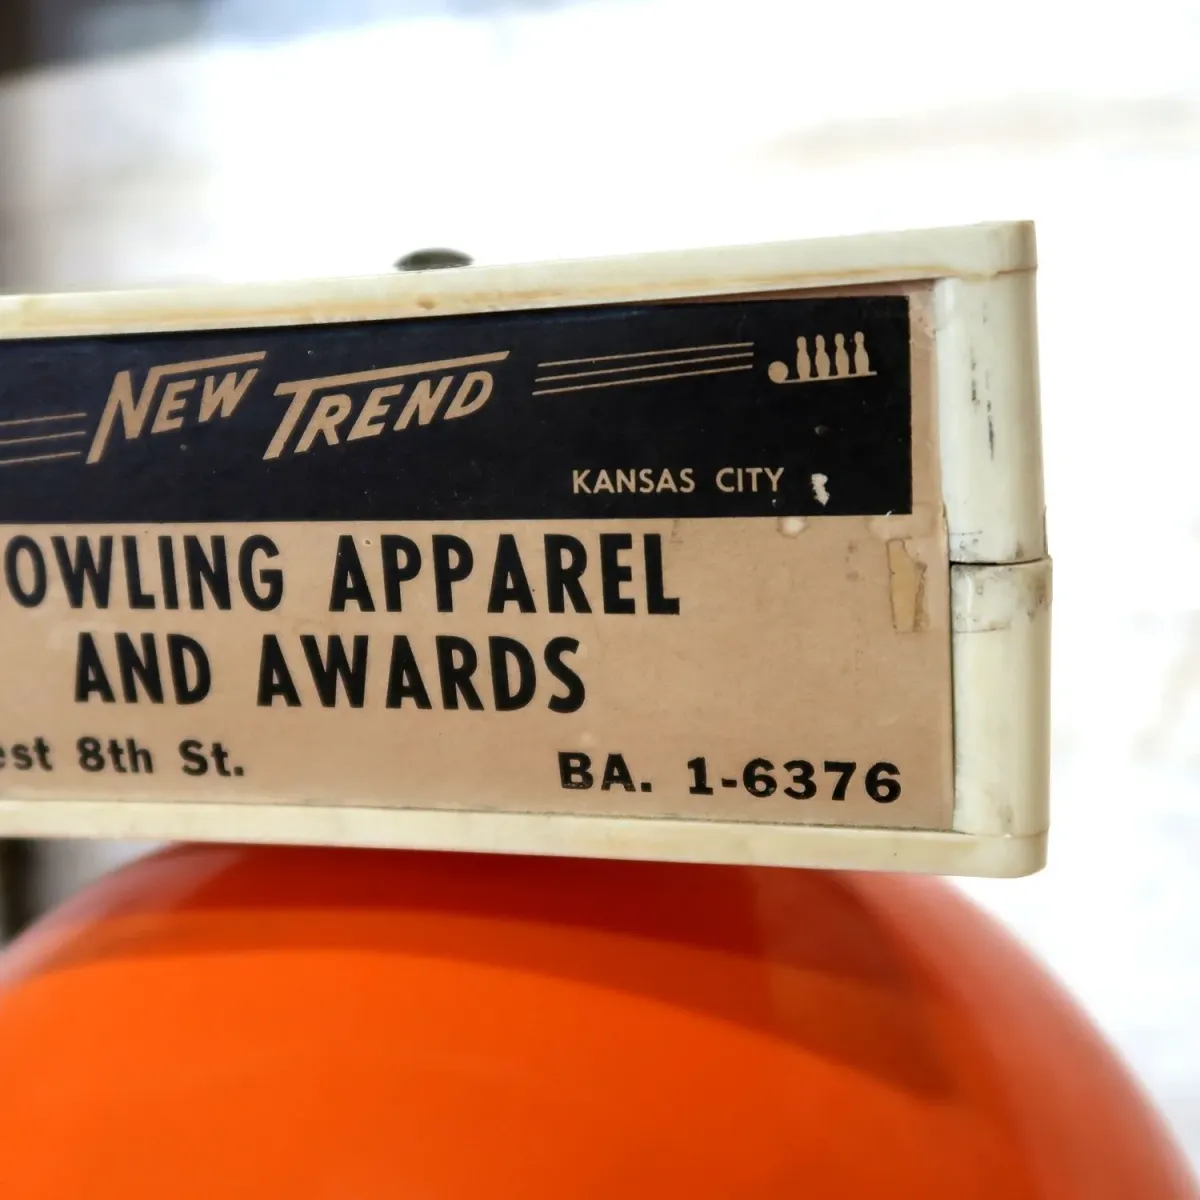 NEW TREND
KANSAS CITY
OWLING APPAREL
AND AWARDS
est 8th St. BA. 1-6376